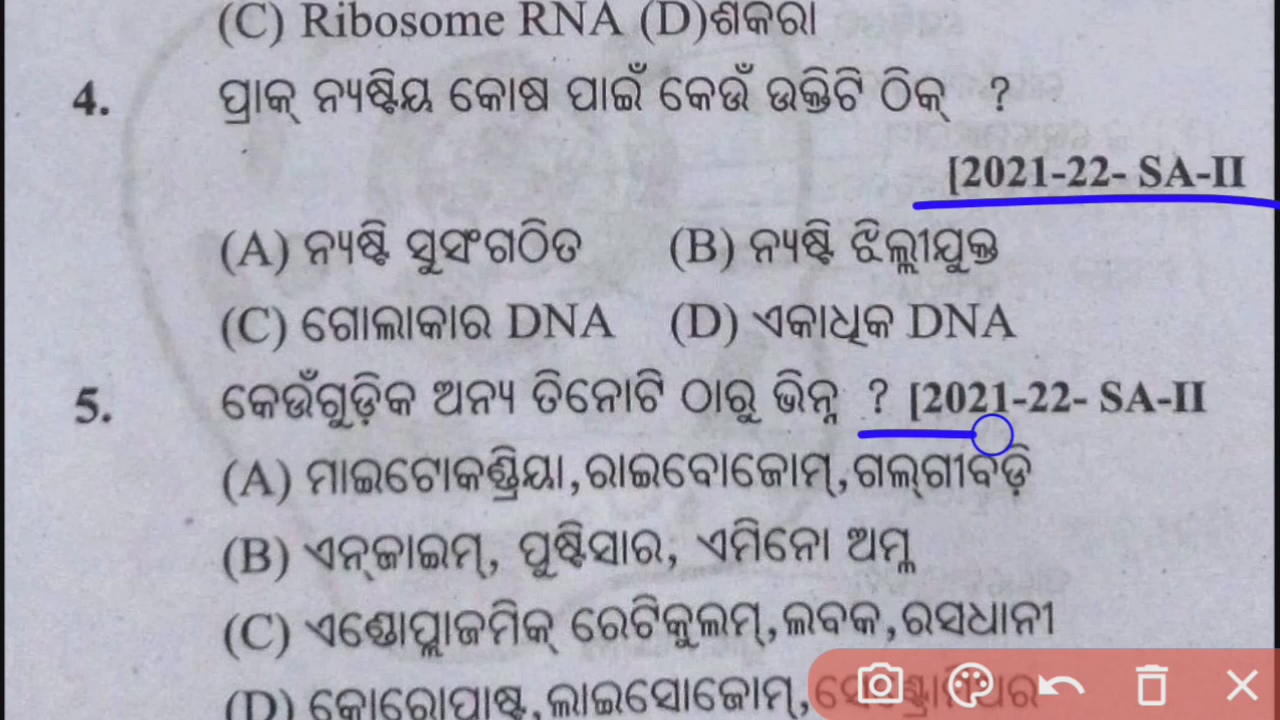 (C) Ribosome RNA (D)ଶର୍କରା
4. ପ୍ରାକ୍ ନ୍ୟଷ୍ଟିୟ କୋଷ ପାଇଁ କେଉଁ ଉକ୍ତିଟି ଠିକ୍ ?
[2021-22- SA-II
(A) ନ୍ୟଷ୍ଟି ସୁସଂଗଠିତ (B) ନ୍ୟଷ୍ଟି ଝିଲ୍ଲୀଯୁକ୍ତ
(C) ଗୋଲାକାର DNA (D) ଏକାଧିକ DNA
5. କେଉଁଗୁଡ଼ିକ ଅନ୍ୟ ତିନୋଟି ଠାରୁ ଭିନ୍ନ ? [2021-22- SA-II
(A) ମାଇଟୋକଣ୍ଡ୍ରିୟା,ରାଇବୋଜୋମ୍,ଗଲ୍‌ଗୀବଡ଼ି
(B) ଏନ୍‌ଜାଇମ୍, ପୁଷ୍ଟିସାର, ଏମିନୋ ଅମ୍ଳ
(C) ଏଣ୍ଡୋପ୍ଲାଜମିକ୍ ରେଟିକୁଲମ୍,ଲବକ,ରସଧାନୀ
(D) କ୍ଲୋରୋପ୍ଲାଷ୍ଟ,ଲାଇସୋଜୋମ୍,